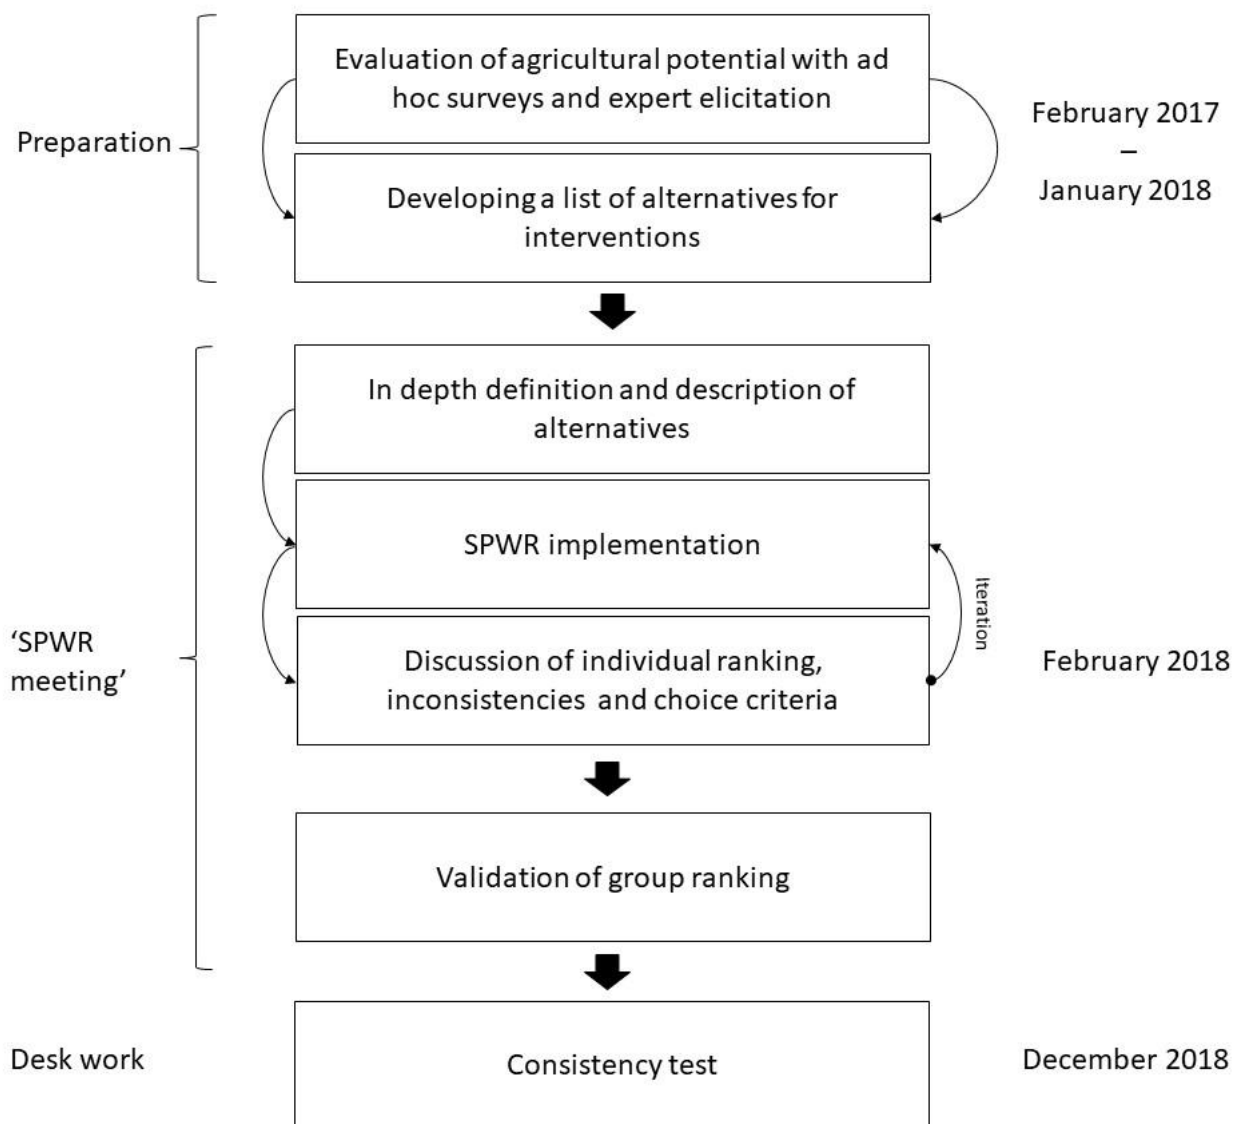 Evaluation of agricultural potential with ad
hoc surveys and expert elicitation
Preparation
February 2017
–
January 2018
Developing a list of alternatives for
interventions
In depth definition and description of
alternatives
SPWR implementation
Iteration
‘SPWR
meeting’
Discussion of individual ranking,
inconsistencies and choice criteria
February 2018
Validation of group ranking
Desk work
Consistency test
December 2018